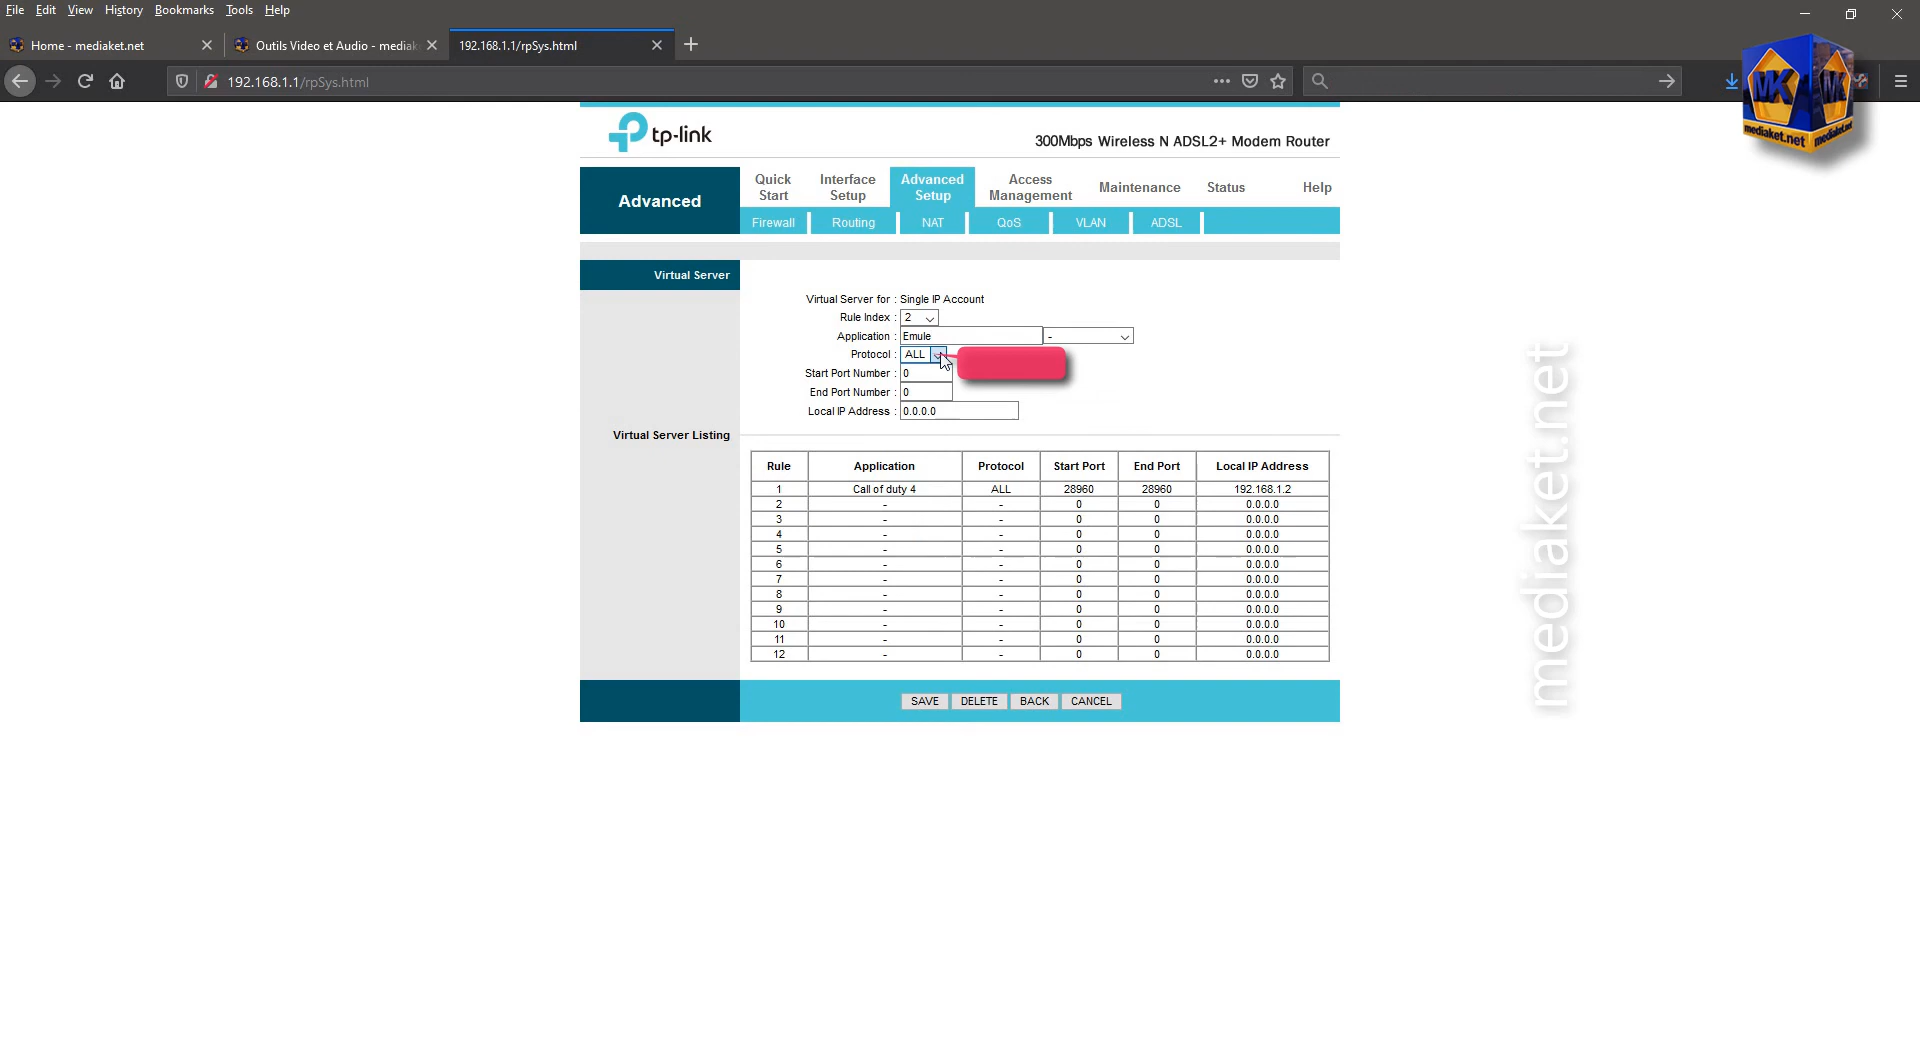 File Edit View History Bookmarks Tools Help
Home - mediaket.net
Outils Video et Audio - mediak
192.168.1.1/rpSys.html
192.168.1.1/rpSys.html
MK MK
mediaket.net mediaket.net
tp-link
300Mbps Wireless N ADSL2+ Modem Router
Advanced
Quick Start
Interface Setup
Advanced Setup
Access Management
Maintenance
Status
Help
Firewall Routing NAT QoS VLAN ADSL
Virtual Server
Virtual Server for : Single IP Account
Rule Index : 2
Application : Emule -
Protocol : ALL
Start Port Number : 0
End Port Number : 0
Local IP Address : 0.0.0.0
Virtual Server Listing
Rule Application Protocol Start Port End Port Local IP Address
1 Call of duty 4 ALL 28960 28960 192.168.1.2
2 - - 0 0 0.0.0.0
3 - - 0 0 0.0.0.0
4 - - 0 0 0.0.0.0
5 - - 0 0 0.0.0.0
6 - - 0 0 0.0.0.0
7 - - 0 0 0.0.0.0
8 - - 0 0 0.0.0.0
9 - - 0 0 0.0.0.0
10 - - 0 0 0.0.0.0
11 - - 0 0 0.0.0.0
12 - - 0 0 0.0.0.0
SAVE DELETE BACK CANCEL
mediaket.net